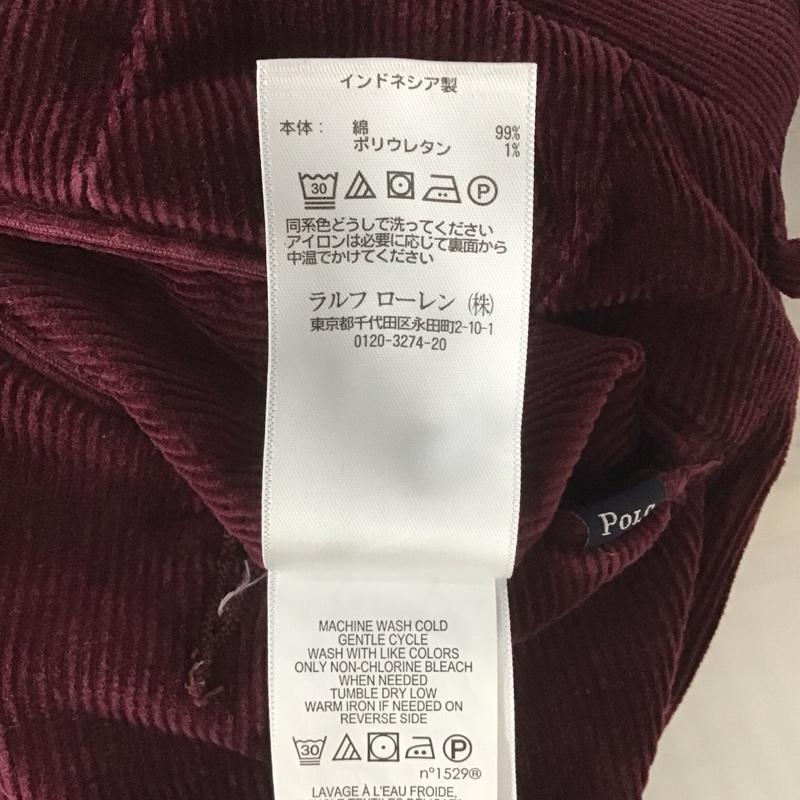 インドネシア製
本体： 綿 99%
ポリウレタン 1%
30 P
同系色どうしで洗ってください
アイロンは必要に応じて裏面から
中温でかけてください
ラルフ ローレン ㈱
東京都千代田区永田町2-10-1
0120-3274-20
POLO
MACHINE WASH COLD
GENTLE CYCLE
WASH WITH LIKE COLORS
ONLY NON-CHLORINE BLEACH
WHEN NEEDED
TUMBLE DRY LOW
WARM IRON IF NEEDED ON
REVERSE SIDE
30 P
nº1529®
LAVAGE À L'EAU FROIDE,